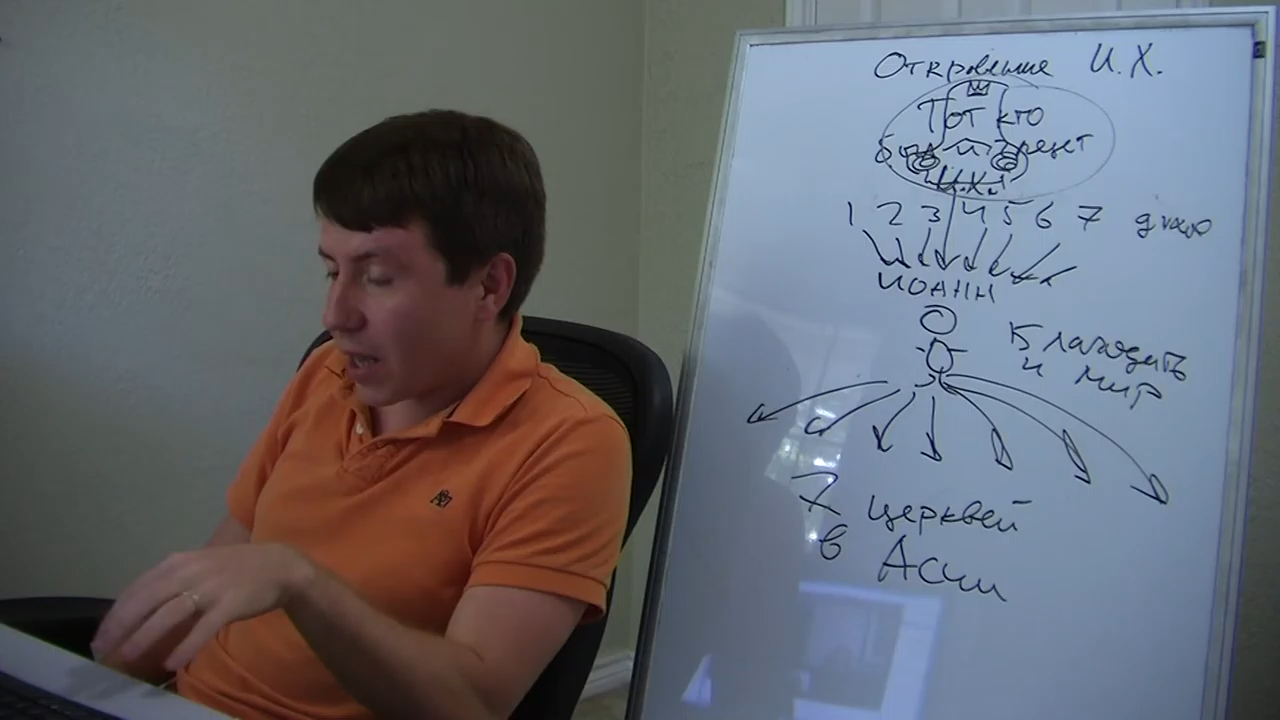 Откровение И.Х.
Тот кто
был и грядет
И.Х.
1 2 3 4 5 6 7 духов
ИОАНН
Благодать
и мир
7 церквей
в Асии